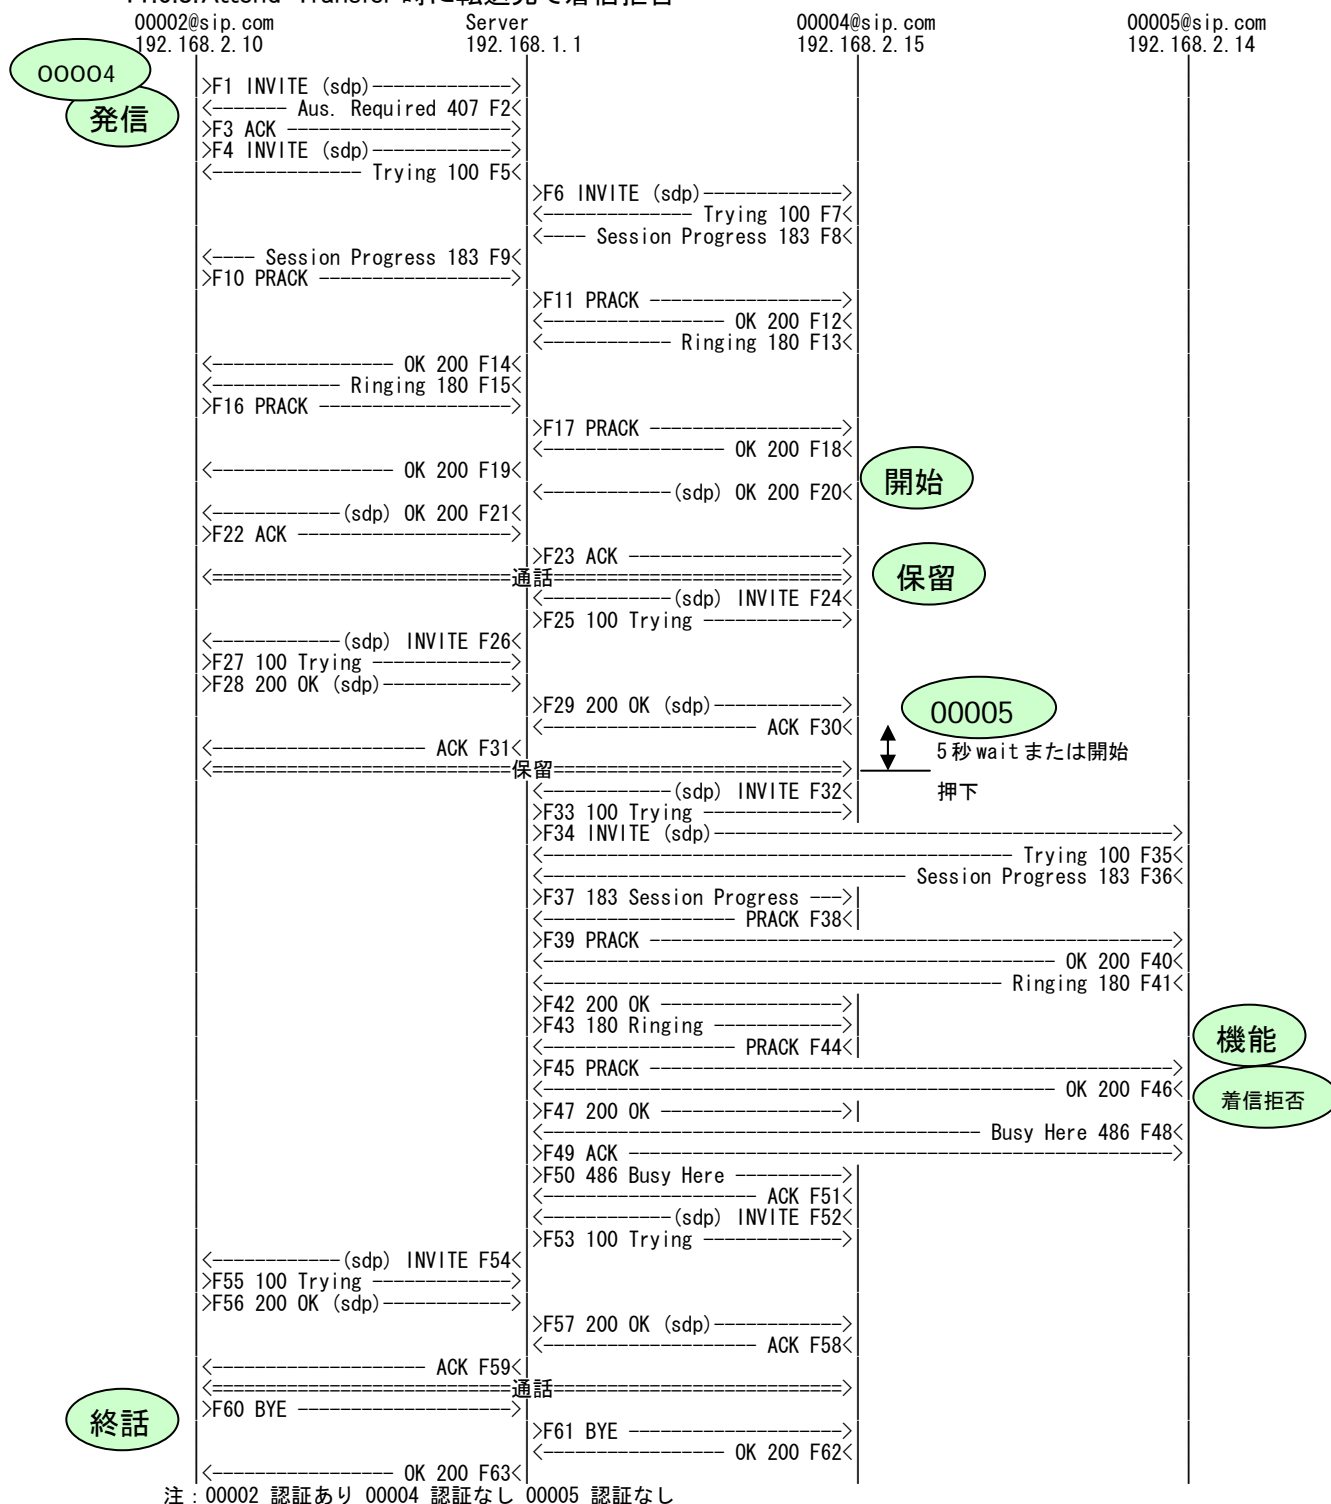 00002@sip.com Server 00004@sip.com 00005@sip.com
192.168.2.10 192.168.1.1 192.168.2.15 192.168.2.14
00004
発信
>F1 INVITE (sdp)------------->
<------- Aus. Required 407 F2<
>F3 ACK --------------------->
>F4 INVITE (sdp)------------->
<-------------- Trying 100 F5<
>F6 INVITE (sdp)------------->
<-------------- Trying 100 F7<
<---- Session Progress 183 F8<
<---- Session Progress 183 F9<
>F10 PRACK ------------------>
>F11 PRACK ------------------>
<----------------- OK 200 F12<
<------------ Ringing 180 F13<
<----------------- OK 200 F14<
<------------ Ringing 180 F15<
>F16 PRACK ------------------>
>F17 PRACK ------------------>
<----------------- OK 200 F18<
<----------------- OK 200 F19<
開始
<------------(sdp) OK 200 F20<
<------------(sdp) OK 200 F21<
>F22 ACK -------------------->
>F23 ACK -------------------->
<============================通話===========================>
保留
<------------(sdp) INVITE F24<
>F25 100 Trying ------------->
<------------(sdp) INVITE F26<
>F27 100 Trying ------------->
>F28 200 OK (sdp)------------>
>F29 200 OK (sdp)------------>
00005
<-------------------- ACK F30<
<-------------------- ACK F31<
5秒waitまたは開始
<============================保留===========================>
押下
<------------(sdp) INVITE F32<
>F33 100 Trying ------------->
>F34 INVITE (sdp)------------------------------------------->
<-------------------------------------------- Trying 100 F35<
<---------------------------------- Session Progress 183 F36<
>F37 183 Session Progress --->
<------------------ PRACK F38<
>F39 PRACK ------------------------------------------------->
<------------------------------------------------ OK 200 F40<
<------------------------------------------- Ringing 180 F41<
>F42 200 OK ----------------->
>F43 180 Ringing ------------>
機能
<------------------ PRACK F44<
>F45 PRACK ------------------------------------------------->
<------------------------------------------------ OK 200 F46<
着信拒否
>F47 200 OK ----------------->
<----------------------------------------- Busy Here 486 F48<
>F49 ACK --------------------------------------------------->
>F50 486 Busy Here ---------->
<-------------------- ACK F51<
<------------(sdp) INVITE F52<
>F53 100 Trying ------------->
<------------(sdp) INVITE F54<
>F55 100 Trying ------------->
>F56 200 OK (sdp)------------>
>F57 200 OK (sdp)------------>
<-------------------- ACK F58<
<-------------------- ACK F59<
<============================通話===========================>
終話
>F60 BYE -------------------->
>F61 BYE -------------------->
<----------------- OK 200 F62<
<----------------- OK 200 F63<
注：00002 認証あり 00004 認証なし 00005 認証なし